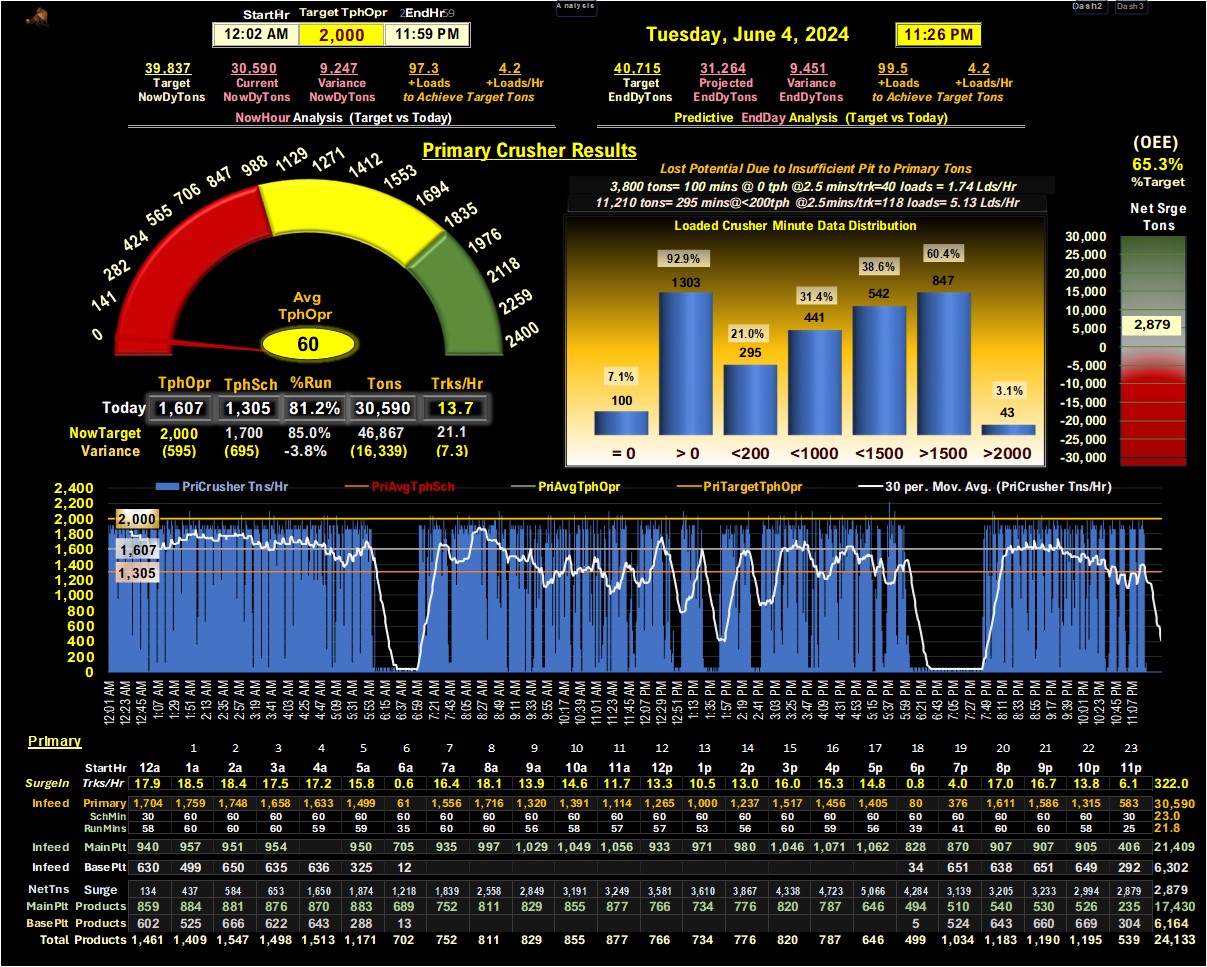 Analysis
Dash2 Dash3
StartHr Target TphOpr EndHr
12:02 AM 2,000 11:59 PM
Tuesday, June 4, 2024 11:26 PM
39,837 30,590 9,247 97.3 4.2
Target Current Variance +Loads +Loads/Hr
NowDyTons NowDyTons NowDyTons to Achieve Target Tons
NowHour Analysis (Target vs Today)
40,715 31,264 9,451 99.5 4.2
Target Projected Variance +Loads +Loads/Hr
EndDyTons EndDyTons EndDyTons to Achieve Target Tons
Predictive EndDay Analysis (Target vs Today)
Primary Crusher Results
0 141 282 424 565 706 847 988 1129 1271 1412 1553 1694 1835 1976 2118 2259 2400
Avg
TphOpr
60
TphOpr TphSch %Run Tons Trks/Hr
Today 1,607 1,305 81.2% 30,590 13.7
NowTarget 2,000 1,700 85.0% 46,867 21.1
Variance (595) (695) -3.8% (16,339) (7.3)
Lost Potential Due to Insufficient Pit to Primary Tons
3,800 tons= 100 mins @ 0 tph @2.5 mins/trk=40 loads = 1.74 Lds/Hr
11,210 tons= 295 mins@<200tph @2.5mins/trk=118 loads= 5.13 Lds/Hr
Loaded Crusher Minute Data Distribution
7.1% 92.9% 21.0% 31.4% 38.6% 60.4% 3.1%
100 1303 295 441 542 847 43
= 0 > 0 <200 <1000 <1500 >1500 >2000
(OEE)
65.3%
%Target
Net Srge
Tons
30,000
25,000
20,000
15,000
10,000
5,000
0
-5,000
-10,000
-15,000
-20,000
-25,000
-30,000
2,879
PriCrusher Tns/Hr PriAvgTphSch PriAvgTphOpr PriTargetTphOpr 30 per. Mov. Avg. (PriCrusher Tns/Hr)
2,400
2,200
2,000
1,800
1,600
1,400
1,200
1,000
800
600
400
200
0
2,000
1,607
1,305
12:01 AM 12:23 AM 12:45 AM 1:07 AM 1:29 AM 1:51 AM 2:13 AM 2:35 AM 2:57 AM 3:19 AM 3:41 AM 4:03 AM 4:25 AM 4:47 AM 5:09 AM 5:31 AM 5:53 AM 6:15 AM 6:37 AM 6:59 AM 7:21 AM 7:43 AM 8:05 AM 8:27 AM 8:49 AM 9:11 AM 9:33 AM 9:55 AM 10:17 AM 10:39 AM 11:01 AM 11:23 AM 11:45 AM 12:07 PM 12:29 PM 12:51 PM 1:13 PM 1:35 PM 1:57 PM 2:19 PM 2:41 PM 3:03 PM 3:25 PM 3:47 PM 4:09 PM 4:31 PM 4:53 PM 5:15 PM 5:37 PM 5:59 PM 6:21 PM 6:43 PM 7:05 PM 7:27 PM 7:49 PM 8:11 PM 8:33 PM 8:55 PM 9:17 PM 9:39 PM 10:01 PM 10:23 PM 10:45 PM 11:07 PM
Primary
1 2 3 4 5 6 7 8 9 10 11 12 13 14 15 16 17 18 19 20 21 22 23
StartHr 12a 1a 2a 3a 4a 5a 6a 7a 8a 9a 10a 11a 12p 1p 2p 3p 4p 5p 6p 7p 8p 9p 10p 11p
SurgeIn Trks/Hr 17.9 18.5 18.4 17.5 17.2 15.8 0.6 16.4 18.1 13.9 14.6 11.7 13.3 10.5 13.0 16.0 15.3 14.8 0.8 4.0 17.0 16.7 13.8 6.1 322.0
Infeed Primary 1,704 1,759 1,748 1,658 1,633 1,499 61 1,556 1,716 1,320 1,391 1,114 1,265 1,000 1,237 1,517 1,456 1,405 80 376 1,611 1,586 1,315 583 30,590
SchMin 30 60 60 60 60 60 60 60 60 60 60 60 60 60 60 60 60 60 60 60 60 60 60 30 23.0
RunMins 58 60 60 60 59 59 35 60 60 56 58 57 57 53 56 60 59 56 39 41 60 60 58 25 21.8
Infeed MainPlt 940 957 951 954 950 705 935 997 1,029 1,049 1,056 933 971 980 1,046 1,071 1,062 828 870 907 907 905 406 21,409
Infeed BasePlt 630 499 650 635 636 325 12 34 651 638 651 649 292 6,302
NetTns Surge 134 437 584 653 1,650 1,874 1,218 1,839 2,558 2,849 3,191 3,249 3,581 3,610 3,867 4,338 4,723 5,066 4,284 3,139 3,205 3,233 2,994 2,879 2,879
MainPlt Products 859 884 881 876 870 883 689 752 811 829 855 877 766 734 776 820 787 646 494 510 540 530 526 235 17,430
BasePlt Products 602 525 666 622 643 288 13 5 524 643 660 669 304 6,164
Total Products 1,461 1,409 1,547 1,498 1,513 1,171 702 752 811 829 855 877 766 734 776 820 787 646 499 1,034 1,183 1,190 1,195 539 24,133